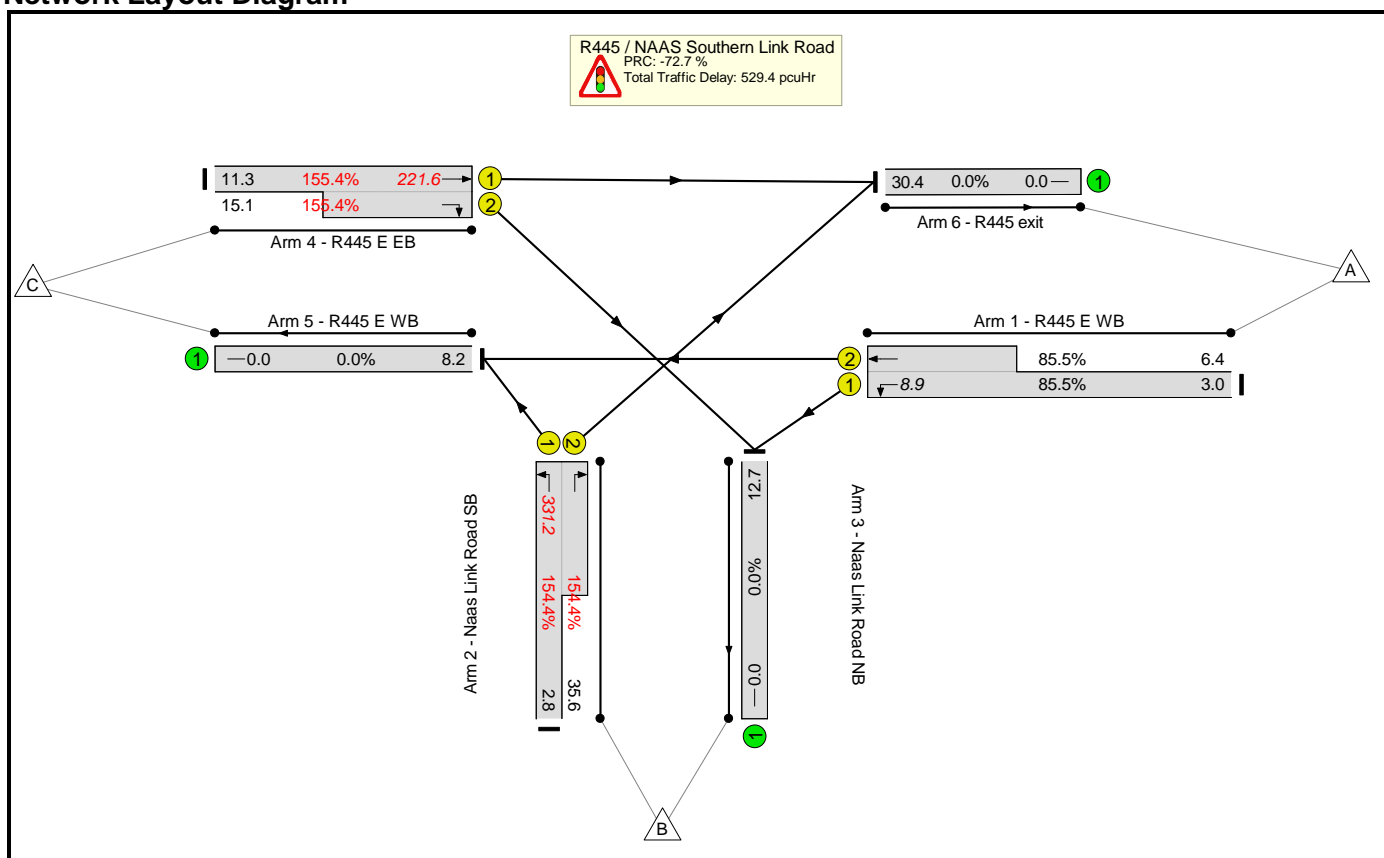 Network Layout Diagram
R445 / NAAS Southern Link Road
PRC: -72.7 %
Total Traffic Delay: 529.4 pcuHr
11.3 155.4% 221.6
1
15.1 155.4%
2
Arm 4 - R445 E EB
30.4 0.0% 0.0
1
Arm 6 - R445 exit
C
A
Arm 5 - R445 E WB
1
0.0 0.0% 8.2
Arm 1 - R445 E WB
2
85.5% 6.4
1
8.9 85.5% 3.0
1
2
Arm 2 - Naas Link Road SB
331.2 154.4% 2.8
154.4% 35.6
12.7 0.0% 0.0
1
Arm 3 - Naas Link Road NB
B